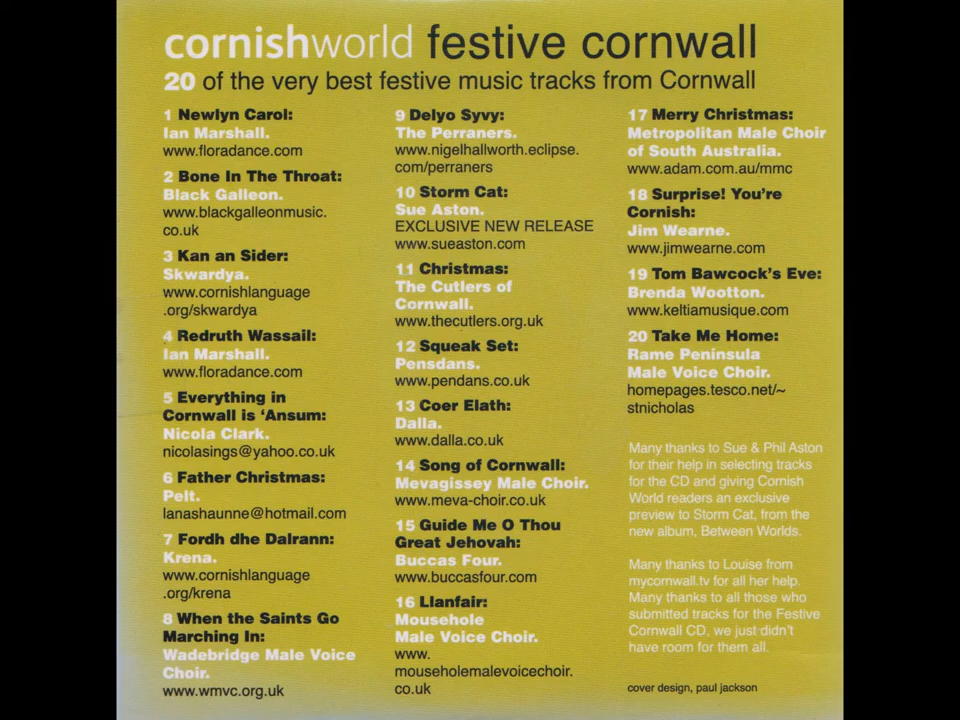 cornishworld festive cornwall
20 of the very best festive music tracks from Cornwall
1 Newlyn Carol:
Ian Marshall.
www.floradance.com
2 Bone In The Throat:
Black Galleon.
www.blackgalleonmusic.
co.uk
3 Kan an Sider:
Skwardya.
www.cornishlanguage
.org/skwardya
4 Redruth Wassail:
Ian Marshall.
www.floradance.com
5 Everything in
Cornwall is ‘Ansum:
Nicola Clark.
nicolasings@yahoo.co.uk
6 Father Christmas:
Pelt.
lanashaunne@hotmail.com
7 Fordh dhe Dalrann:
Krena.
www.cornishlanguage
.org/krena
8 When the Saints Go
Marching In:
Wadebridge Male Voice
Choir.
www.wmvc.org.uk
9 Delyo Syvy:
The Perraners.
www.nigelhallworth.eclipse.
com/perraners
10 Storm Cat:
Sue Aston.
EXCLUSIVE NEW RELEASE
www.sueaston.com
11 Christmas:
The Cutlers of
Cornwall.
www.thecutlers.org.uk
12 Squeak Set:
Pensdans.
www.pendans.co.uk
13 Coer Elath:
Dalla.
www.dalla.co.uk
14 Song of Cornwall:
Mevagissey Male Choir.
www.meva-choir.co.uk
15 Guide Me O Thou
Great Jehovah:
Buccas Four.
www.buccasfour.com
16 Llanfair:
Mousehole
Male Voice Choir.
www.
mouseholemalevoicechoir.
co.uk
17 Merry Christmas:
Metropolitan Male Choir
of South Australia.
www.adam.com.au/mmc
18 Surprise! You’re
Cornish:
Jim Wearne.
www.jimwearne.com
19 Tom Bawcock’s Eve:
Brenda Wootton.
www.keltiamusique.com
20 Take Me Home:
Rame Peninsula
Male Voice Choir.
homepages.tesco.net/~
stnicholas
Many thanks to Sue & Phil Aston
for their help in selecting tracks
for the CD and giving Cornish
World readers an exclusive
preview to Storm Cat, from the
new album, Between Worlds.
Many thanks to Louise from
mycornwall.tv for all her help.
Many thanks to all those who
submitted tracks for the Festive
Cornwall CD, we just didn’t
have room for them all.
cover design, paul jackson